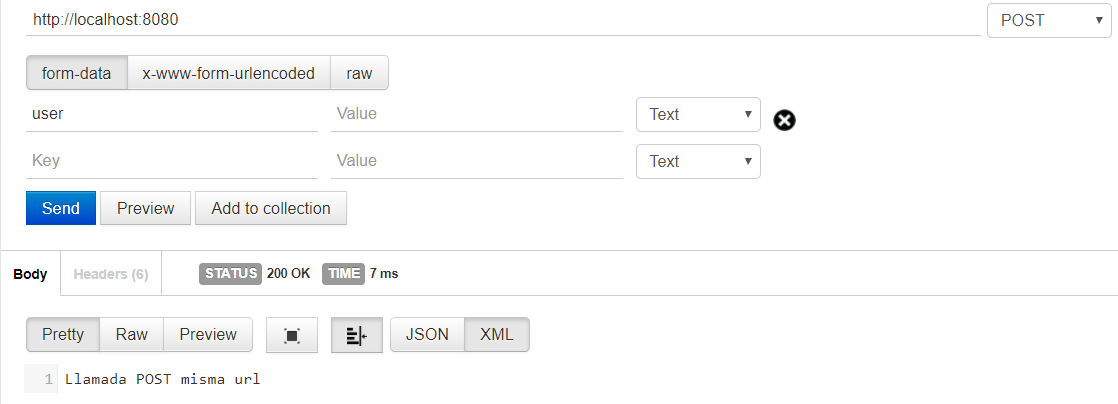 http://localhost:8080 POST
form-data x-www-form-urlencoded raw
user Value Text
Key Value Text
Send Preview Add to collection
Body Headers (6) STATUS 200 OK TIME 7 ms
Pretty Raw Preview JSON XML
1 Llamada POST misma url